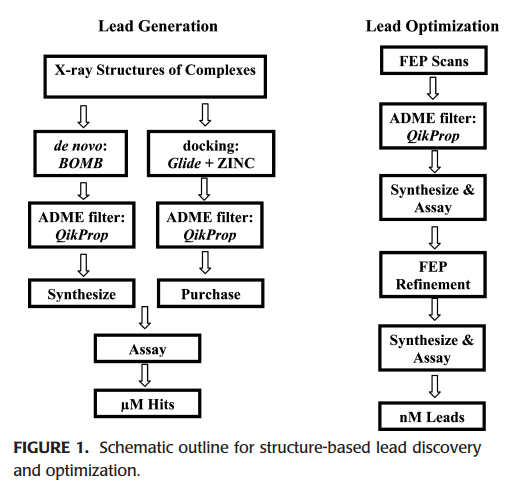 Lead Generation
X-ray Structures of Complexes
de novo:
BOMB
docking:
Glide + ZINC
ADME filter:
QikProp
ADME filter:
QikProp
Synthesize
Purchase
Assay
µM Hits
Lead Optimization
FEP Scans
ADME filter:
QikProp
Synthesize &
Assay
FEP
Refinement
Synthesize &
Assay
nM Leads
FIGURE 1. Schematic outline for structure-based lead discovery
and optimization.